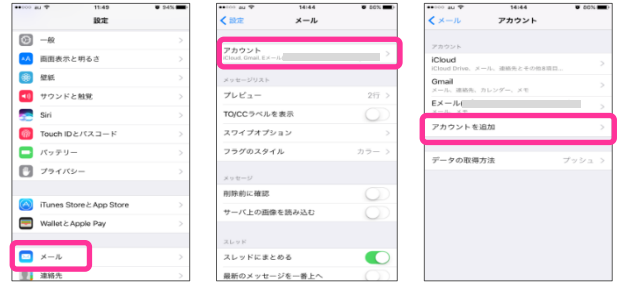 au 11:49 94%
設定
一般
画面表示と明るさ
壁紙
サウンドと触覚
Siri
Touch IDとパスコード
バッテリー
プライバシー
iTunes StoreとApp Store
WalletとApple Pay
メール
連絡先
au 14:44
設定 メール
アカウント
iCloud, Gmail, Eメール
メッセージリスト
プレビュー 2行
TO/CCラベルを表示
スワイプオプション
フラグのスタイル カラー
メッセージ
削除前に確認
サーバ上の画像を読み込む
スレッド
スレッドにまとめる
最新のメッセージを一番上へ
au 14:44
メール アカウント
アカウント
iCloud
iCloud Drive、メール、連絡先とその他8項目...
Gmail
メール、連絡先、カレンダー、メモ
Eメール(
メール、メモ
アカウントを追加
データの取得方法 プッシュ